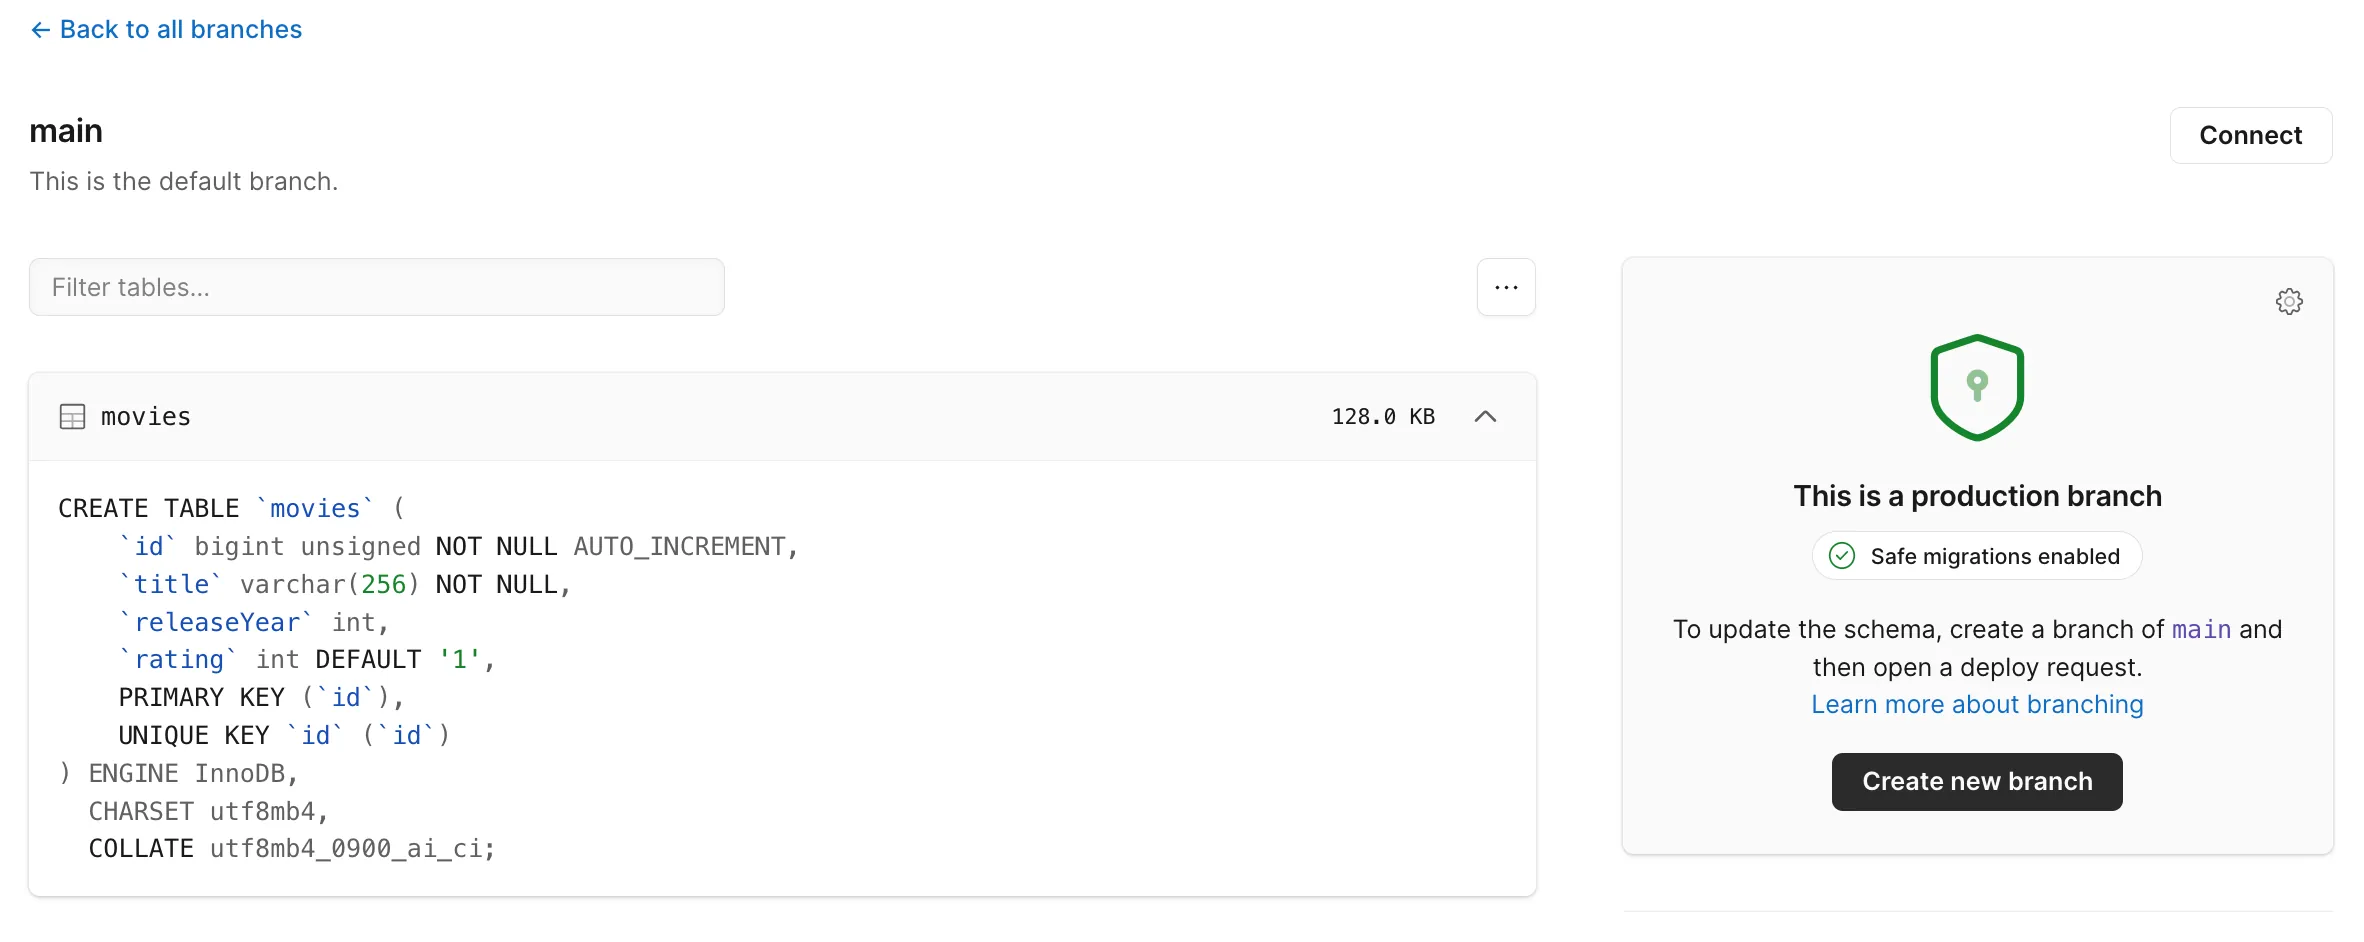 ← Back to all branches
main
This is the default branch.
Connect
Filter tables...
...
movies
128.0 KB
CREATE TABLE `movies` (
    `id` bigint unsigned NOT NULL AUTO_INCREMENT,
    `title` varchar(256) NOT NULL,
    `releaseYear` int,
    `rating` int DEFAULT '1',
    PRIMARY KEY (`id`),
    UNIQUE KEY `id` (`id`)
) ENGINE InnoDB,
  CHARSET utf8mb4,
  COLLATE utf8mb4_0900_ai_ci;
This is a production branch
Safe migrations enabled
To update the schema, create a branch of main and
then open a deploy request.
Learn more about branching
Create new branch